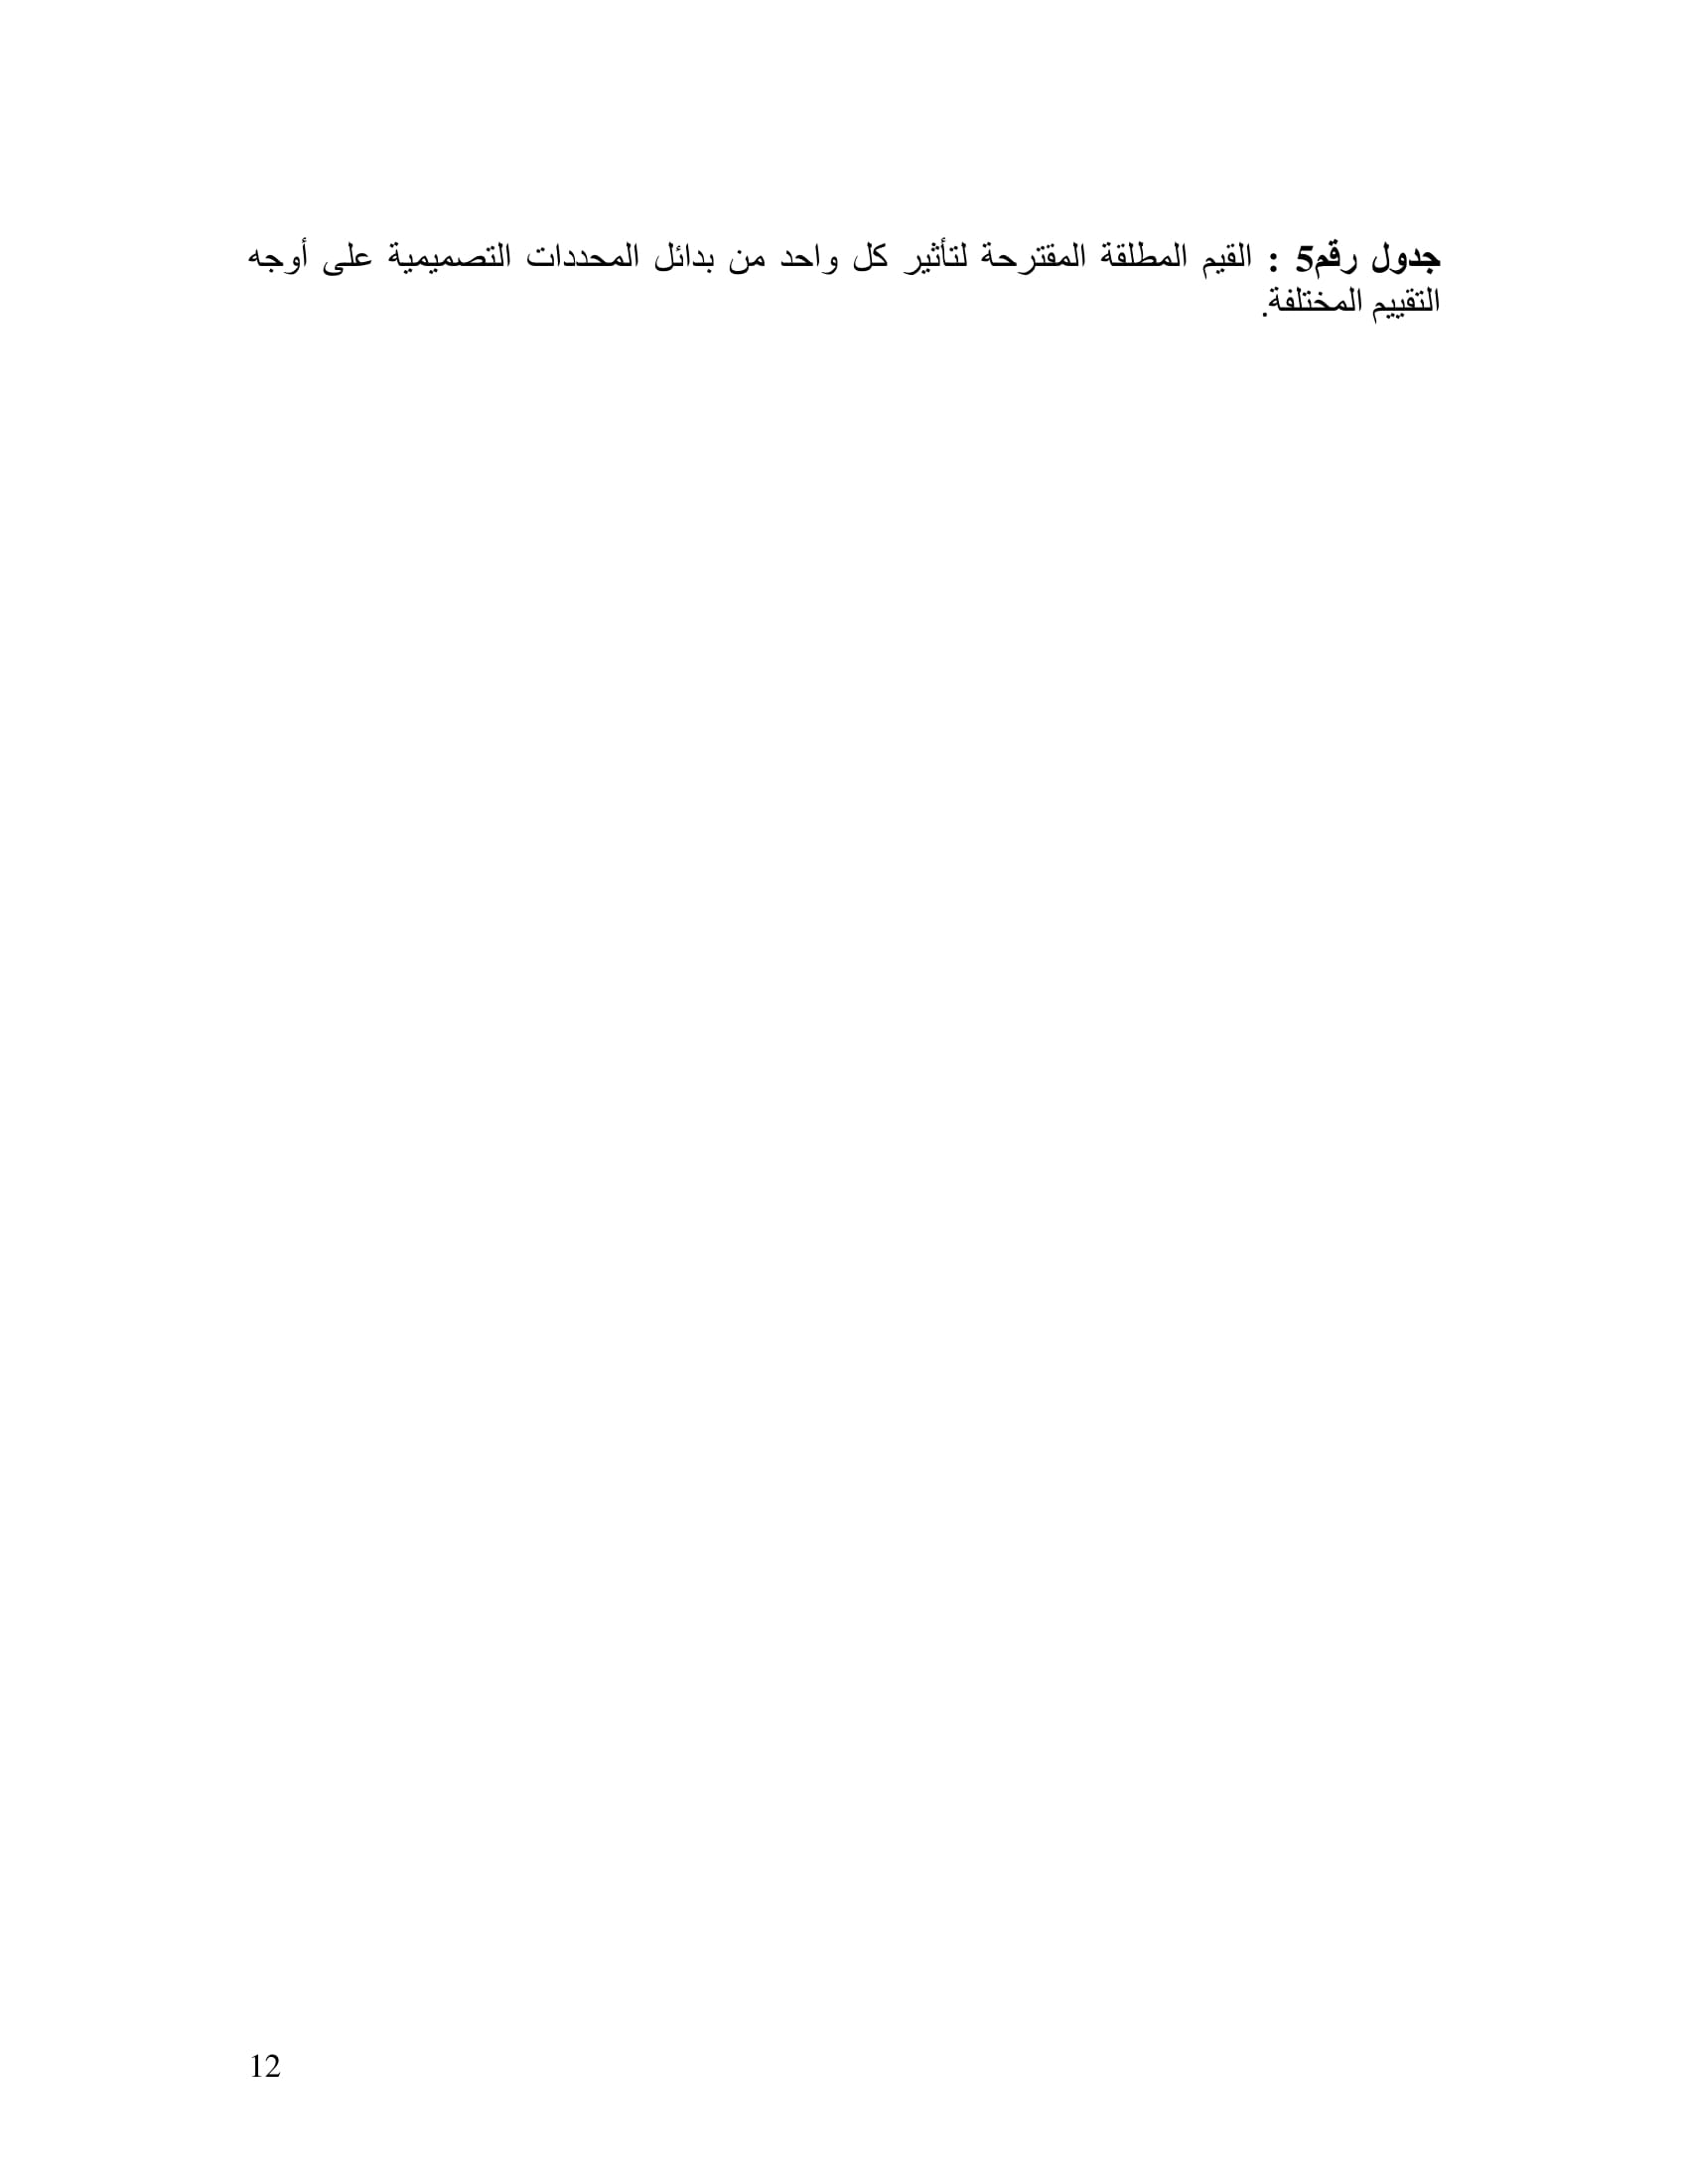 جدول رقم5 : القيم المطلقة المقترحة لتأثير كل واحد من بدائل المحددات التصميمية على أوجه
التقييم المختلفة.
12